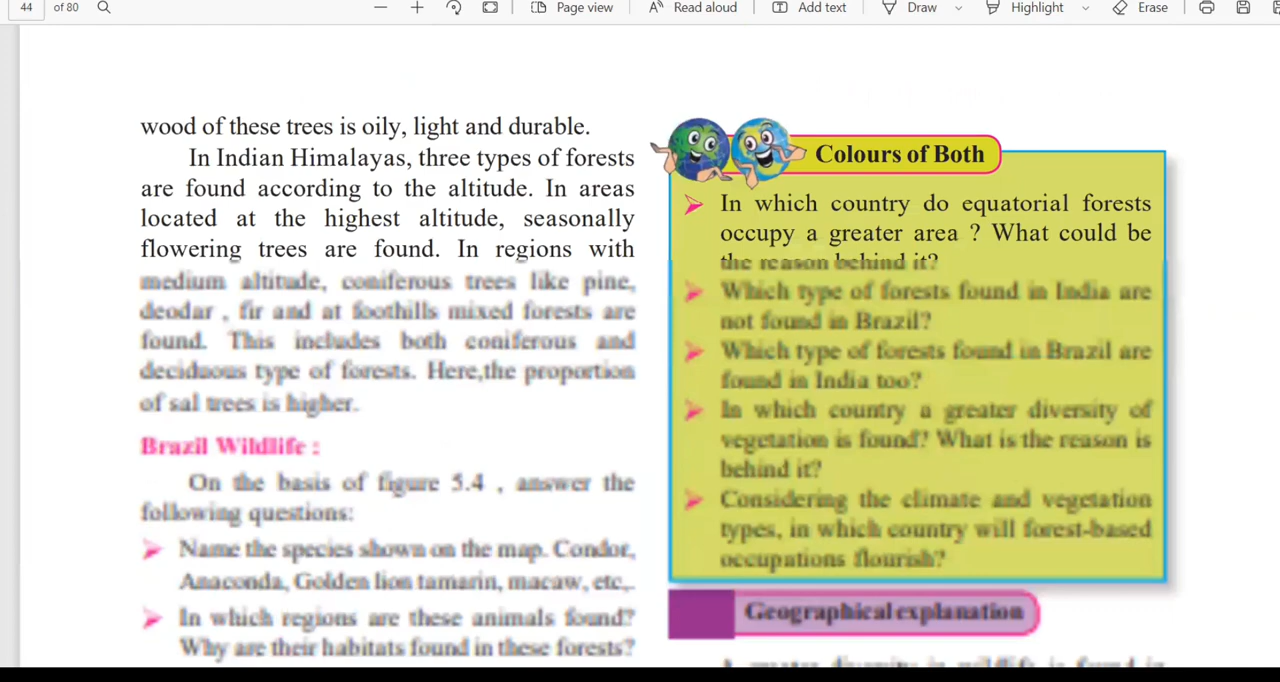 44 of 80 Page view Read aloud Add text Draw Highlight Erase
wood of these trees is oily, light and durable.
In Indian Himalayas, three types of forests
are found according to the altitude. In areas
located at the highest altitude, seasonally
flowering trees are found. In regions with
medium altitude, coniferous trees like pine,
deodar , fir and at foothills mixed forests are
found. This includes both coniferous and
deciduous type of forests. Here,the proportion
of sal trees is higher.
Brazil Wildlife :
On the basis of figure 5.4 , answer the
following questions:
➢ Name the species shown on the map. Condor,
Anaconda, Golden lion tamarin, macaw, etc,.
➢ In which regions are these animals found?
Why are their habitats found in these forests?
Colours of Both
➢ In which country do equatorial forests
occupy a greater area ? What could be
the reason behind it?
➢ Which type of forests found in India are
not found in Brazil?
➢ Which type of forests found in Brazil are
found in India too?
➢ In which country a greater diversity of
vegetation is found? What is the reason is
behind it?
➢ Considering the climate and vegetation
types, in which country will forest-based
occupations flourish?
Geographical explanation